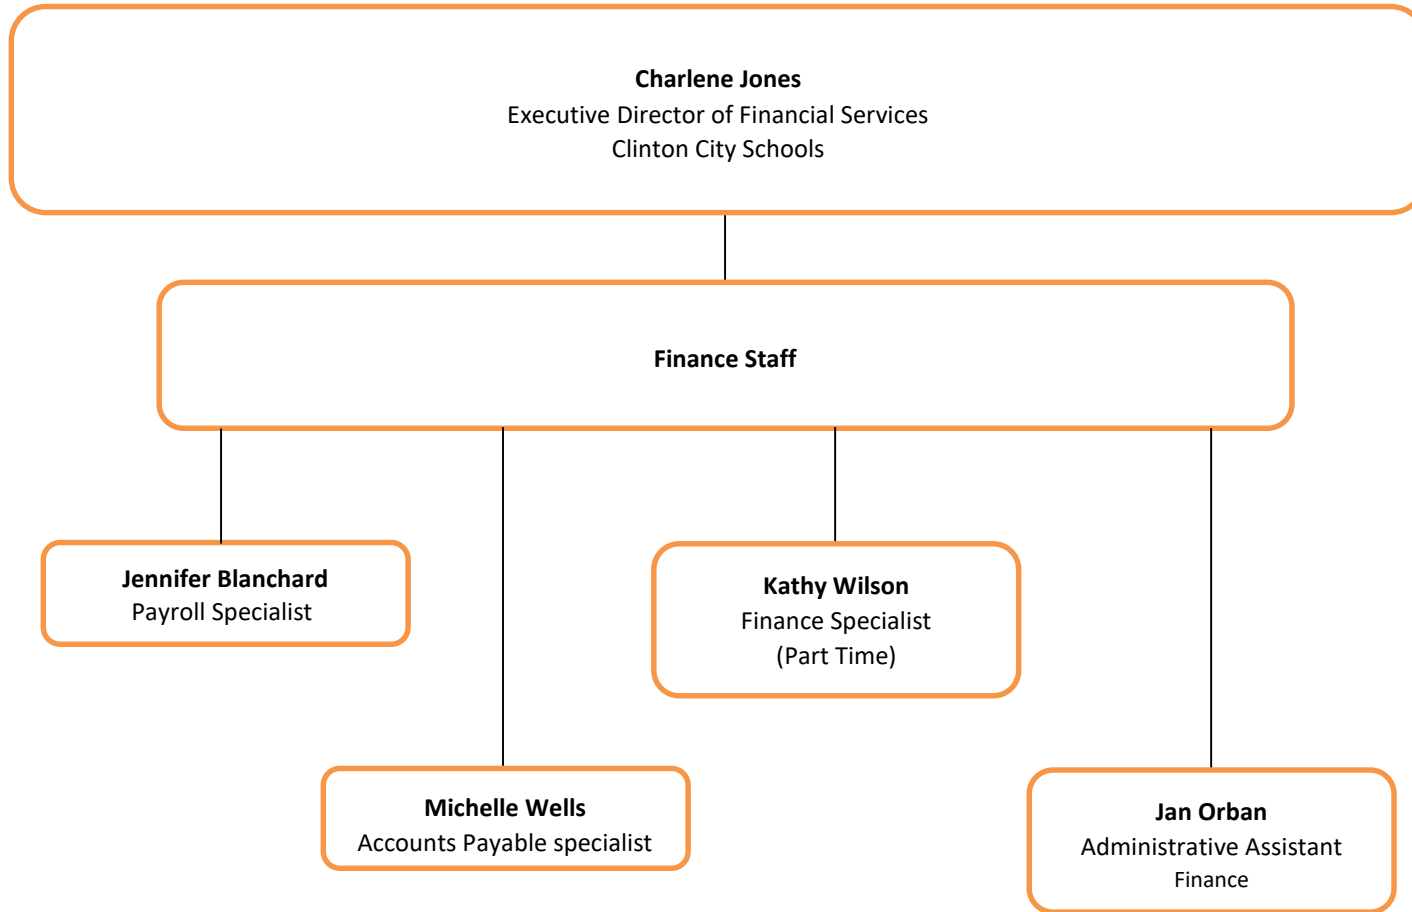 Charlene Jones
Executive Director of Financial Services
Clinton City Schools
Finance Staff
Jennifer Blanchard
Payroll Specialist
Kathy Wilson
Finance Specialist
(Part Time)
Michelle Wells
Accounts Payable specialist
Jan Orban
Administrative Assistant
Finance